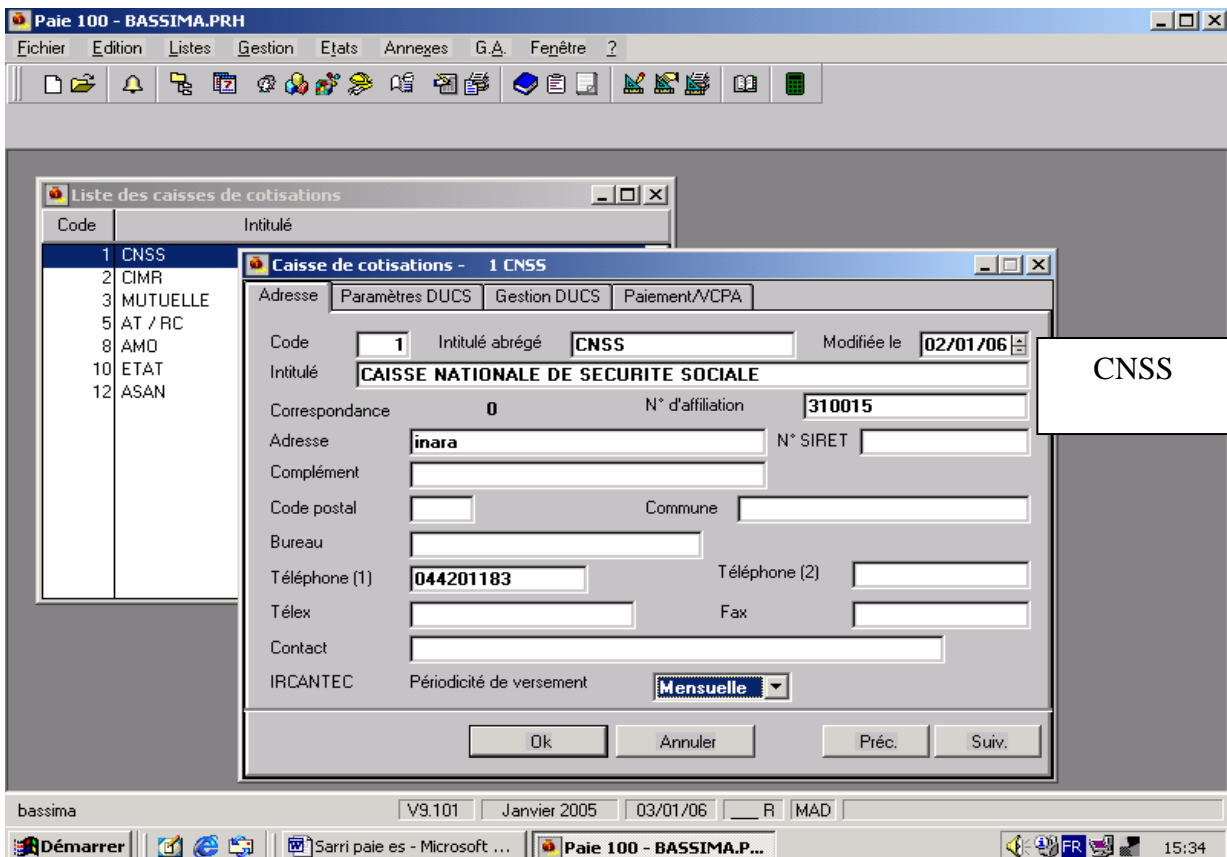 Paie 100 - BASSIMA.PRH
Fichier Edition Listes Gestion Etats Annexes G.A. Fenêtre ?
Liste des caisses de cotisations
Code Intitulé
1 CNSS
2 CIMR
3 MUTUELLE
5 AT / RC
8 AMO
10 ETAT
12 ASAN
Caisse de cotisations - 1 CNSS
Adresse Paramètres DUCS Gestion DUCS Paiement/VCPA
Code 1 Intitulé abrégé CNSS Modifiée le 02/01/06
Intitulé CAISSE NATIONALE DE SECURITE SOCIALE
Correspondance 0 N° d'affiliation 310015
Adresse inara N° SIRET
Complément
Code postal Commune
Bureau
Téléphone (1) 044201183 Téléphone (2)
Télex Fax
Contact
IRCANTEC Périodicité de versement Mensuelle
Ok Annuler Préc. Suiv.
CNSS
bassima V9.101 Janvier 2005 03/01/06 ___ R MAD
Démarrer Sarri paie es - Microsoft ... Paie 100 - BASSIMA.P... FR 15:34